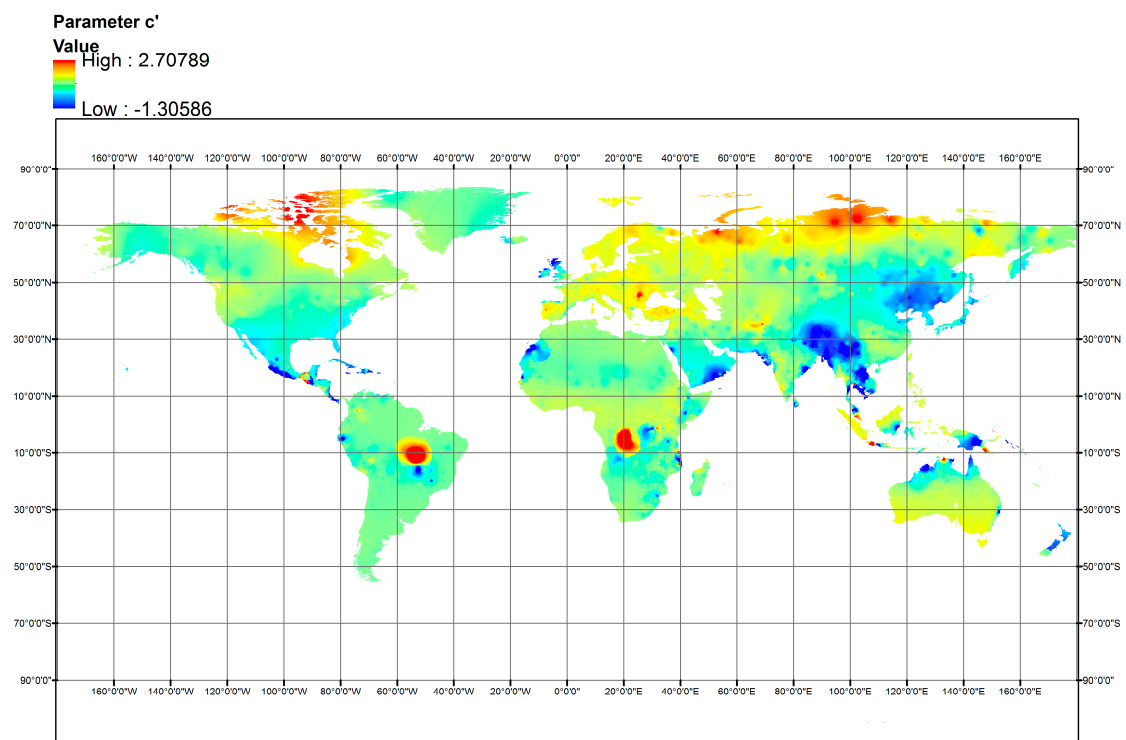 Parameter c'
Value
High : 2.70789
Low : -1.30586
160°0'0"W 140°0'0"W 120°0'0"W 100°0'0"W 80°0'0"W 60°0'0"W 40°0'0"W 20°0'0"W 0°0'0" 20°0'0"E 40°0'0"E 60°0'0"E 80°0'0"E 100°0'0"E 120°0'0"E 140°0'0"E 160°0'0"E
90°0'0" 90°0'0"
70°0'0"N 70°0'0"N
50°0'0"N 50°0'0"N
30°0'0"N 30°0'0"N
10°0'0"N 10°0'0"N
10°0'0"S 10°0'0"S
30°0'0"S 30°0'0"S
50°0'0"S 50°0'0"S
70°0'0"S 70°0'0"S
90°0'0" 90°0'0"
160°0'0"W 140°0'0"W 120°0'0"W 100°0'0"W 80°0'0"W 60°0'0"W 40°0'0"W 20°0'0"W 0°0'0" 20°0'0"E 40°0'0"E 60°0'0"E 80°0'0"E 100°0'0"E 120°0'0"E 140°0'0"E 160°0'0"E